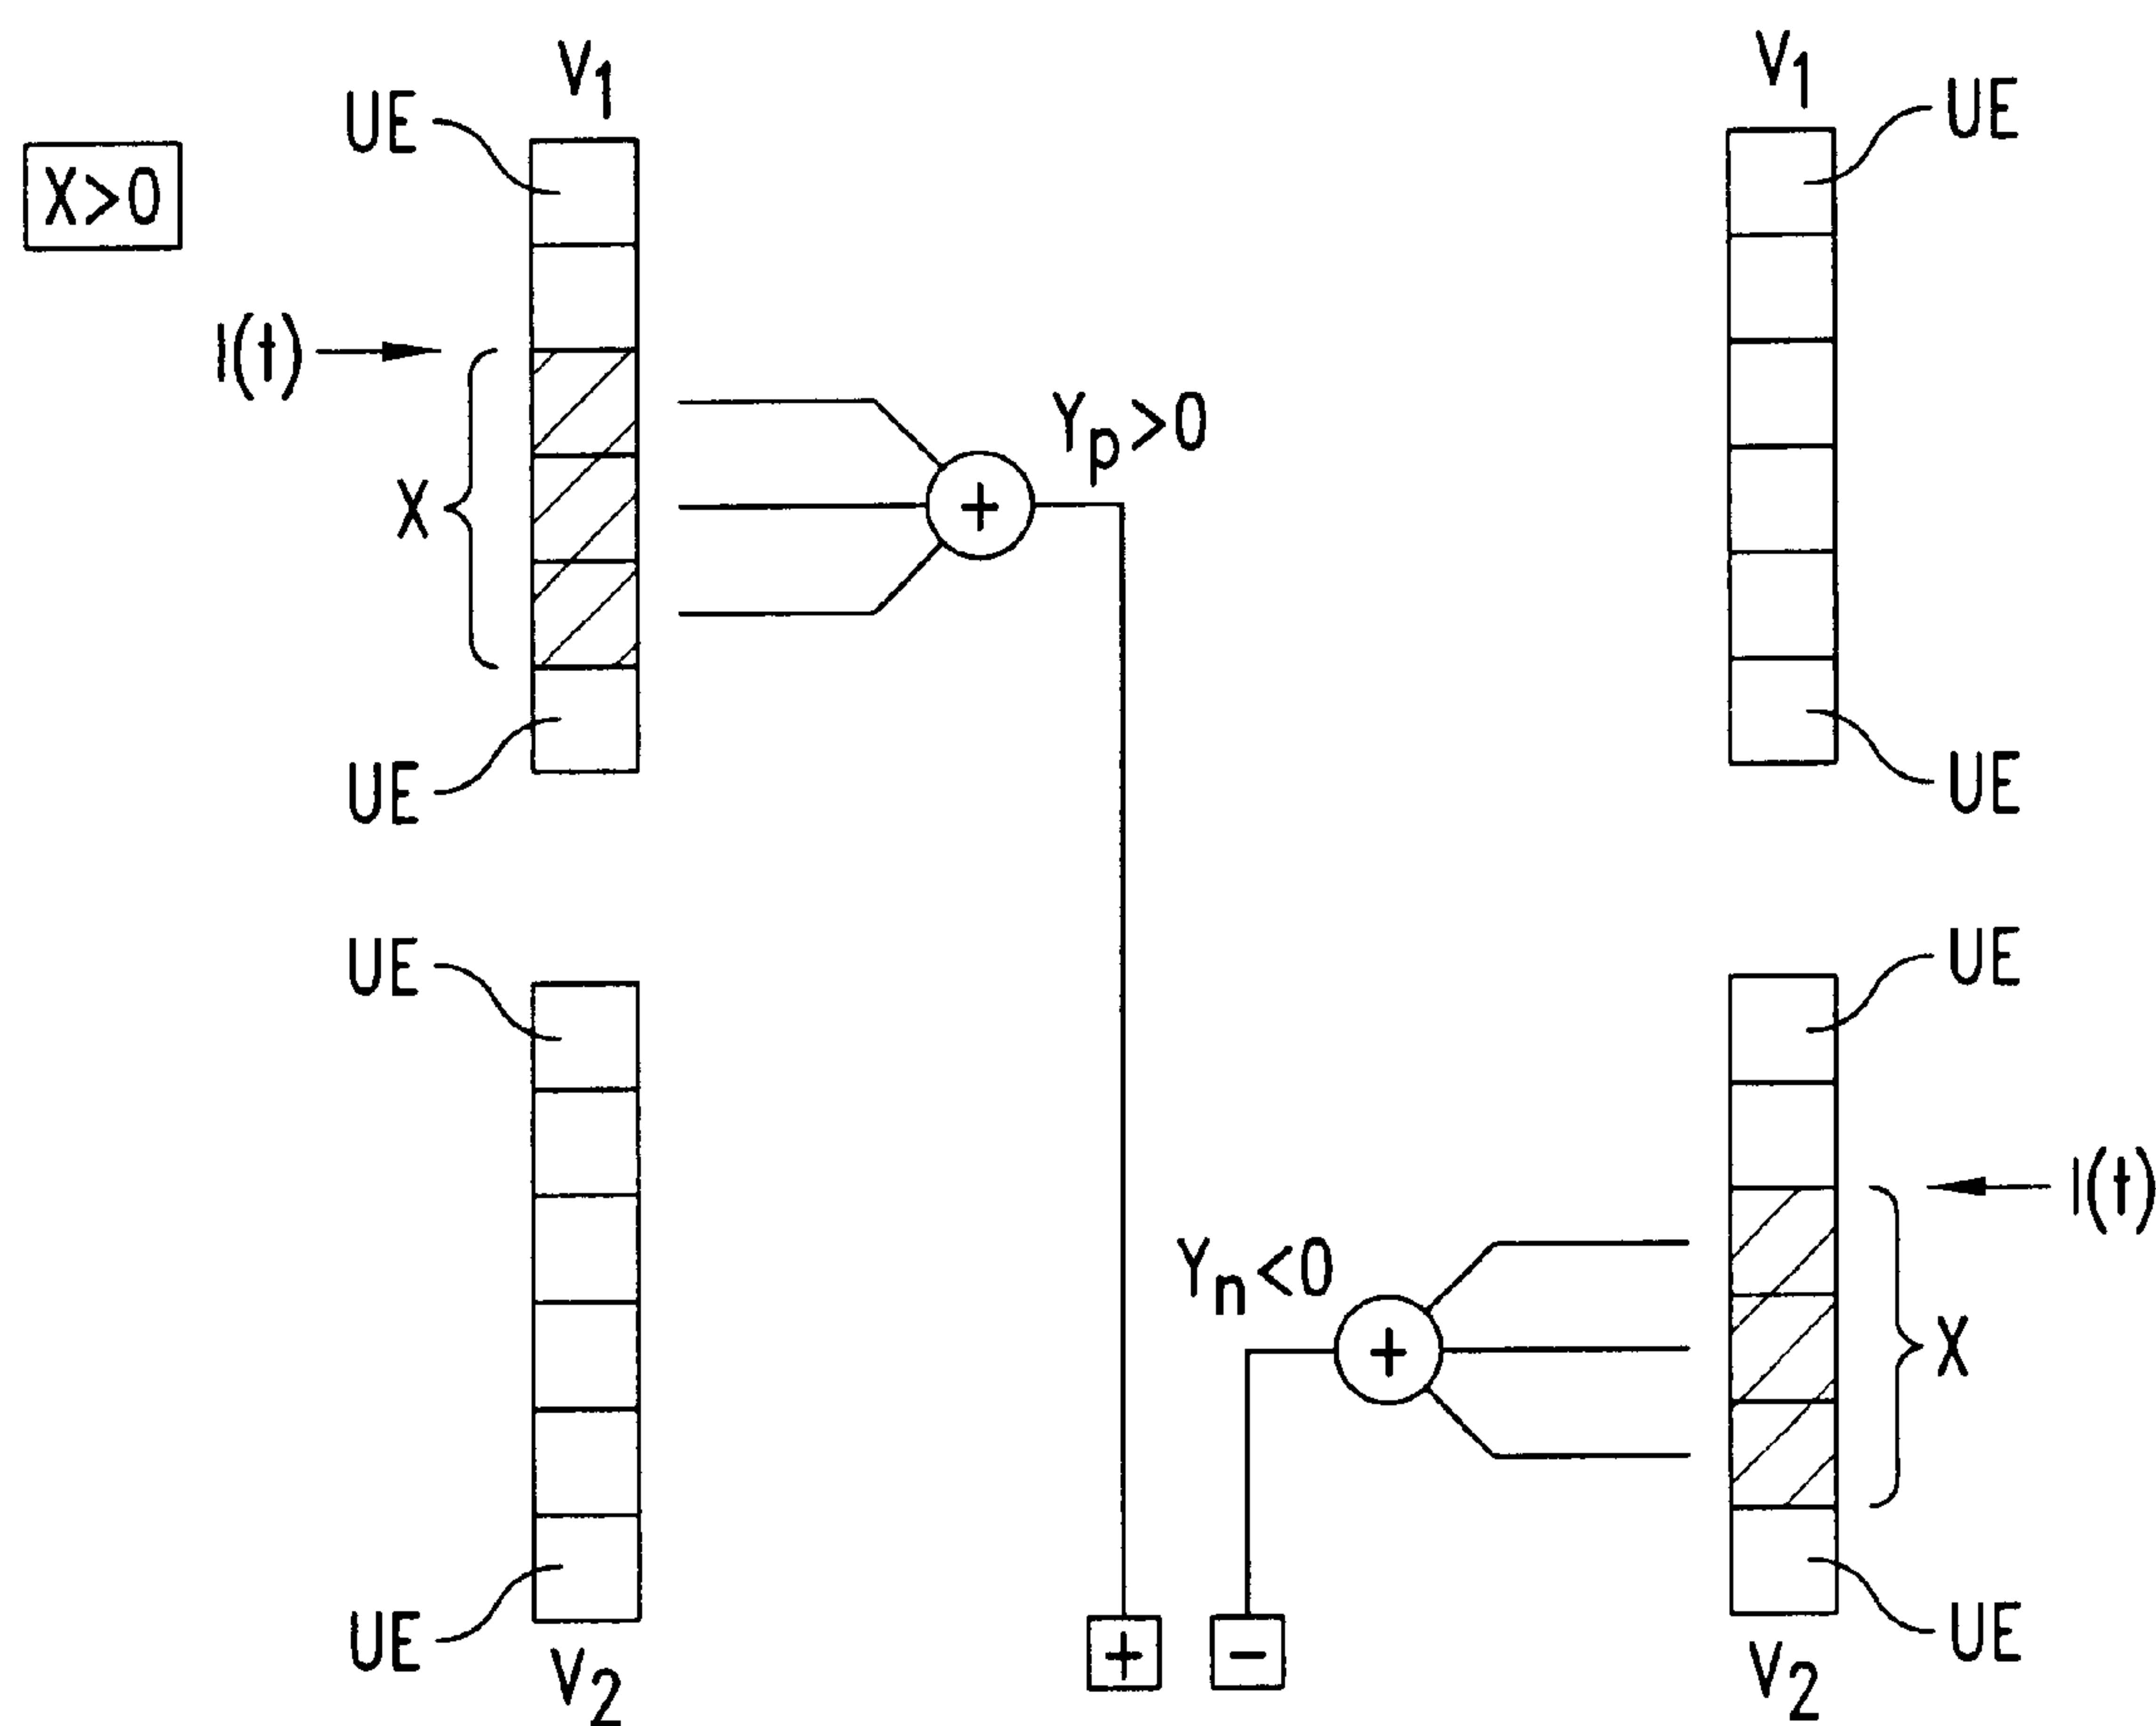 V1
V1
UE
UE
X>0
I(t)
Yp>0
X
+
UE
UE
UE
UE
I(t)
Yn<0
+
X
UE
UE
+
−
V2
V2